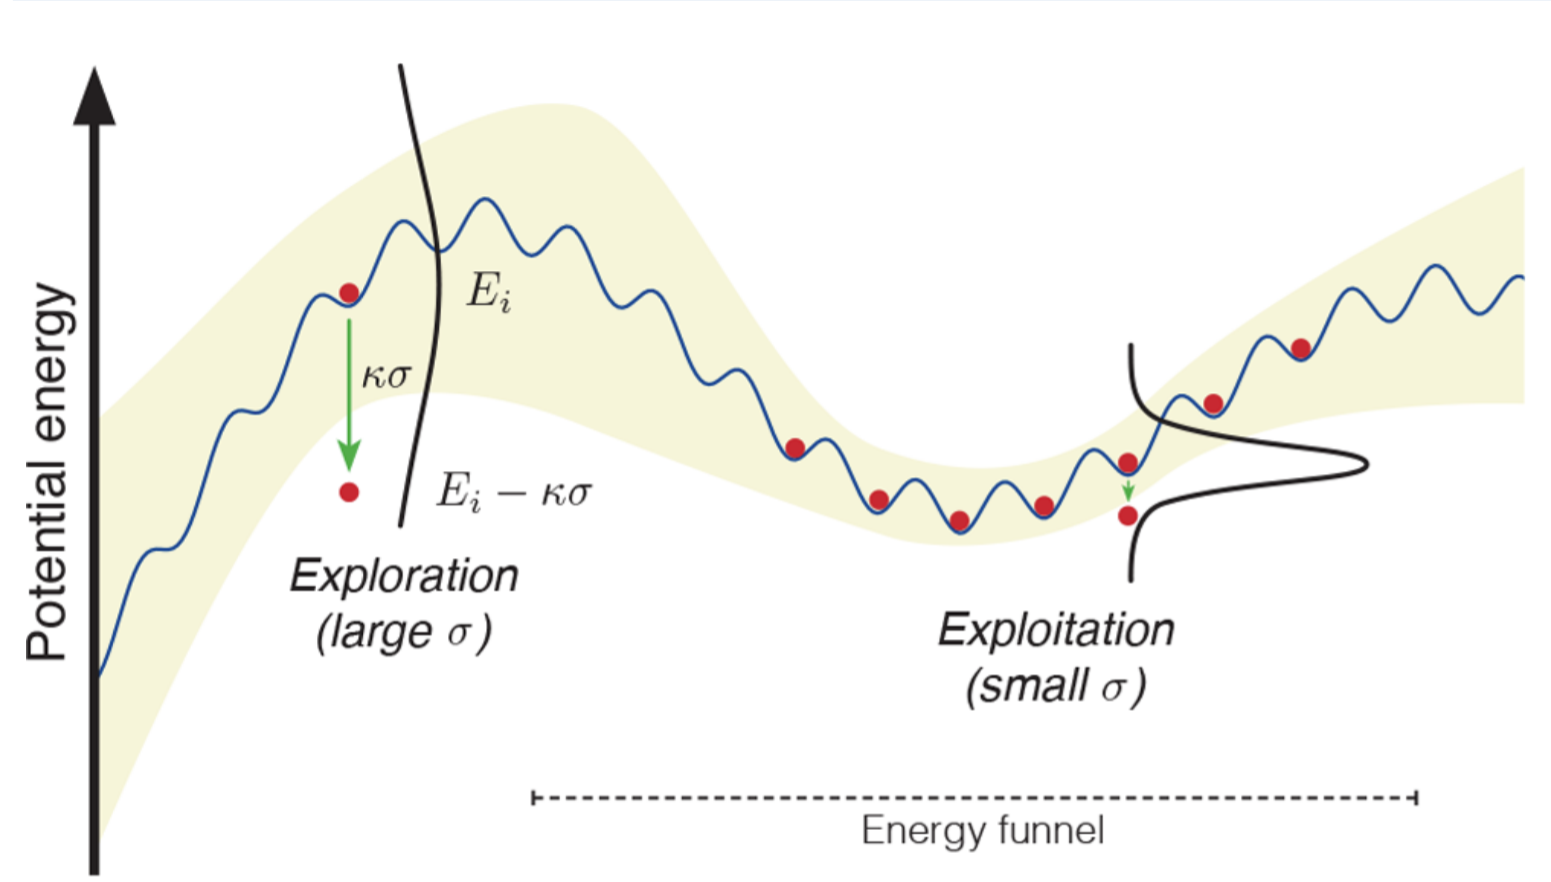 Potential energy
E_i
κσ
E_i − κσ
Exploration
(large σ)
Exploitation
(small σ)
Energy funnel